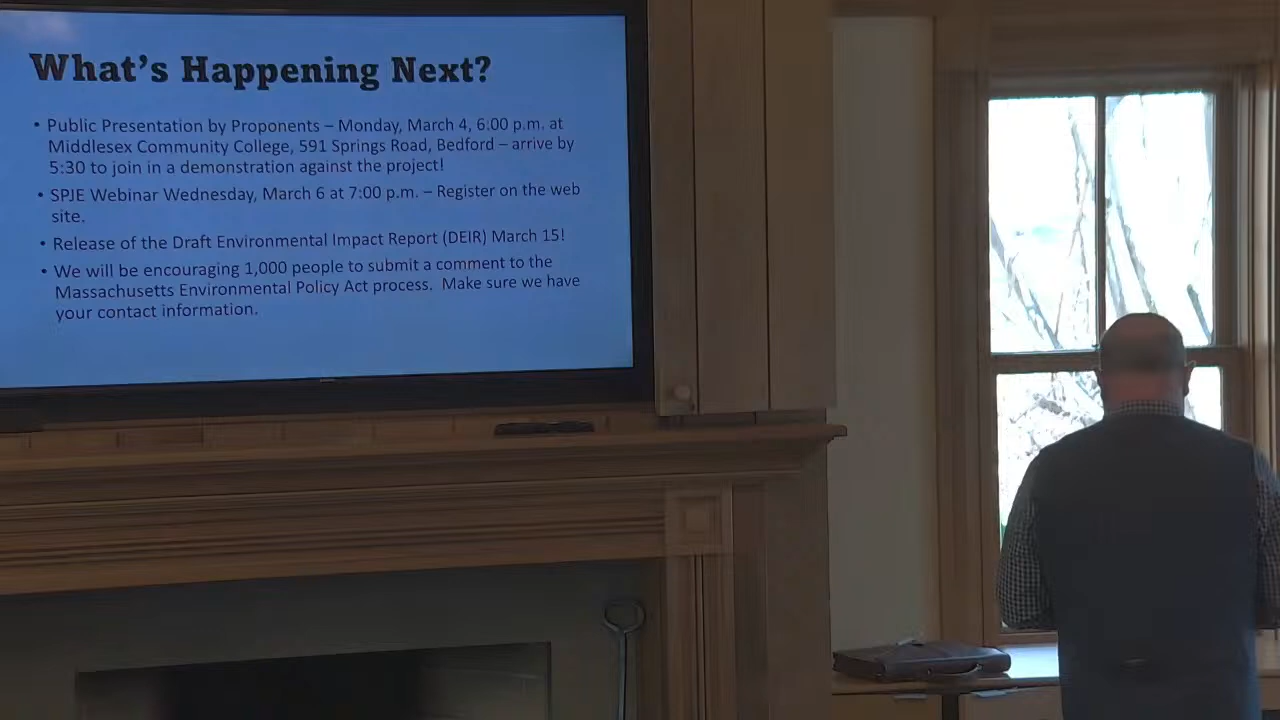 What's Happening Next?
• Public Presentation by Proponents – Monday, March 4, 6:00 p.m. at
Middlesex Community College, 591 Springs Road, Bedford – arrive by
5:30 to join in a demonstration against the project!
• SPJE Webinar Wednesday, March 6 at 7:00 p.m. – Register on the web
site.
• Release of the Draft Environmental Impact Report (DEIR) March 15!
• We will be encouraging 1,000 people to submit a comment to the
Massachusetts Environmental Policy Act process.  Make sure we have
your contact information.